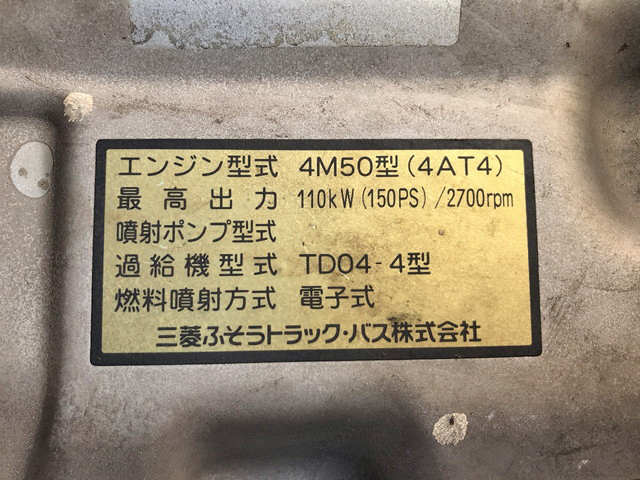 エンジン型式 4M50型(4AT4)
最高出力 110kW(150PS)/2700rpm
噴射ポンプ型式
過給機型式 TD04-4型
燃料噴射方式 電子式
三菱ふそうトラック・バス株式会社